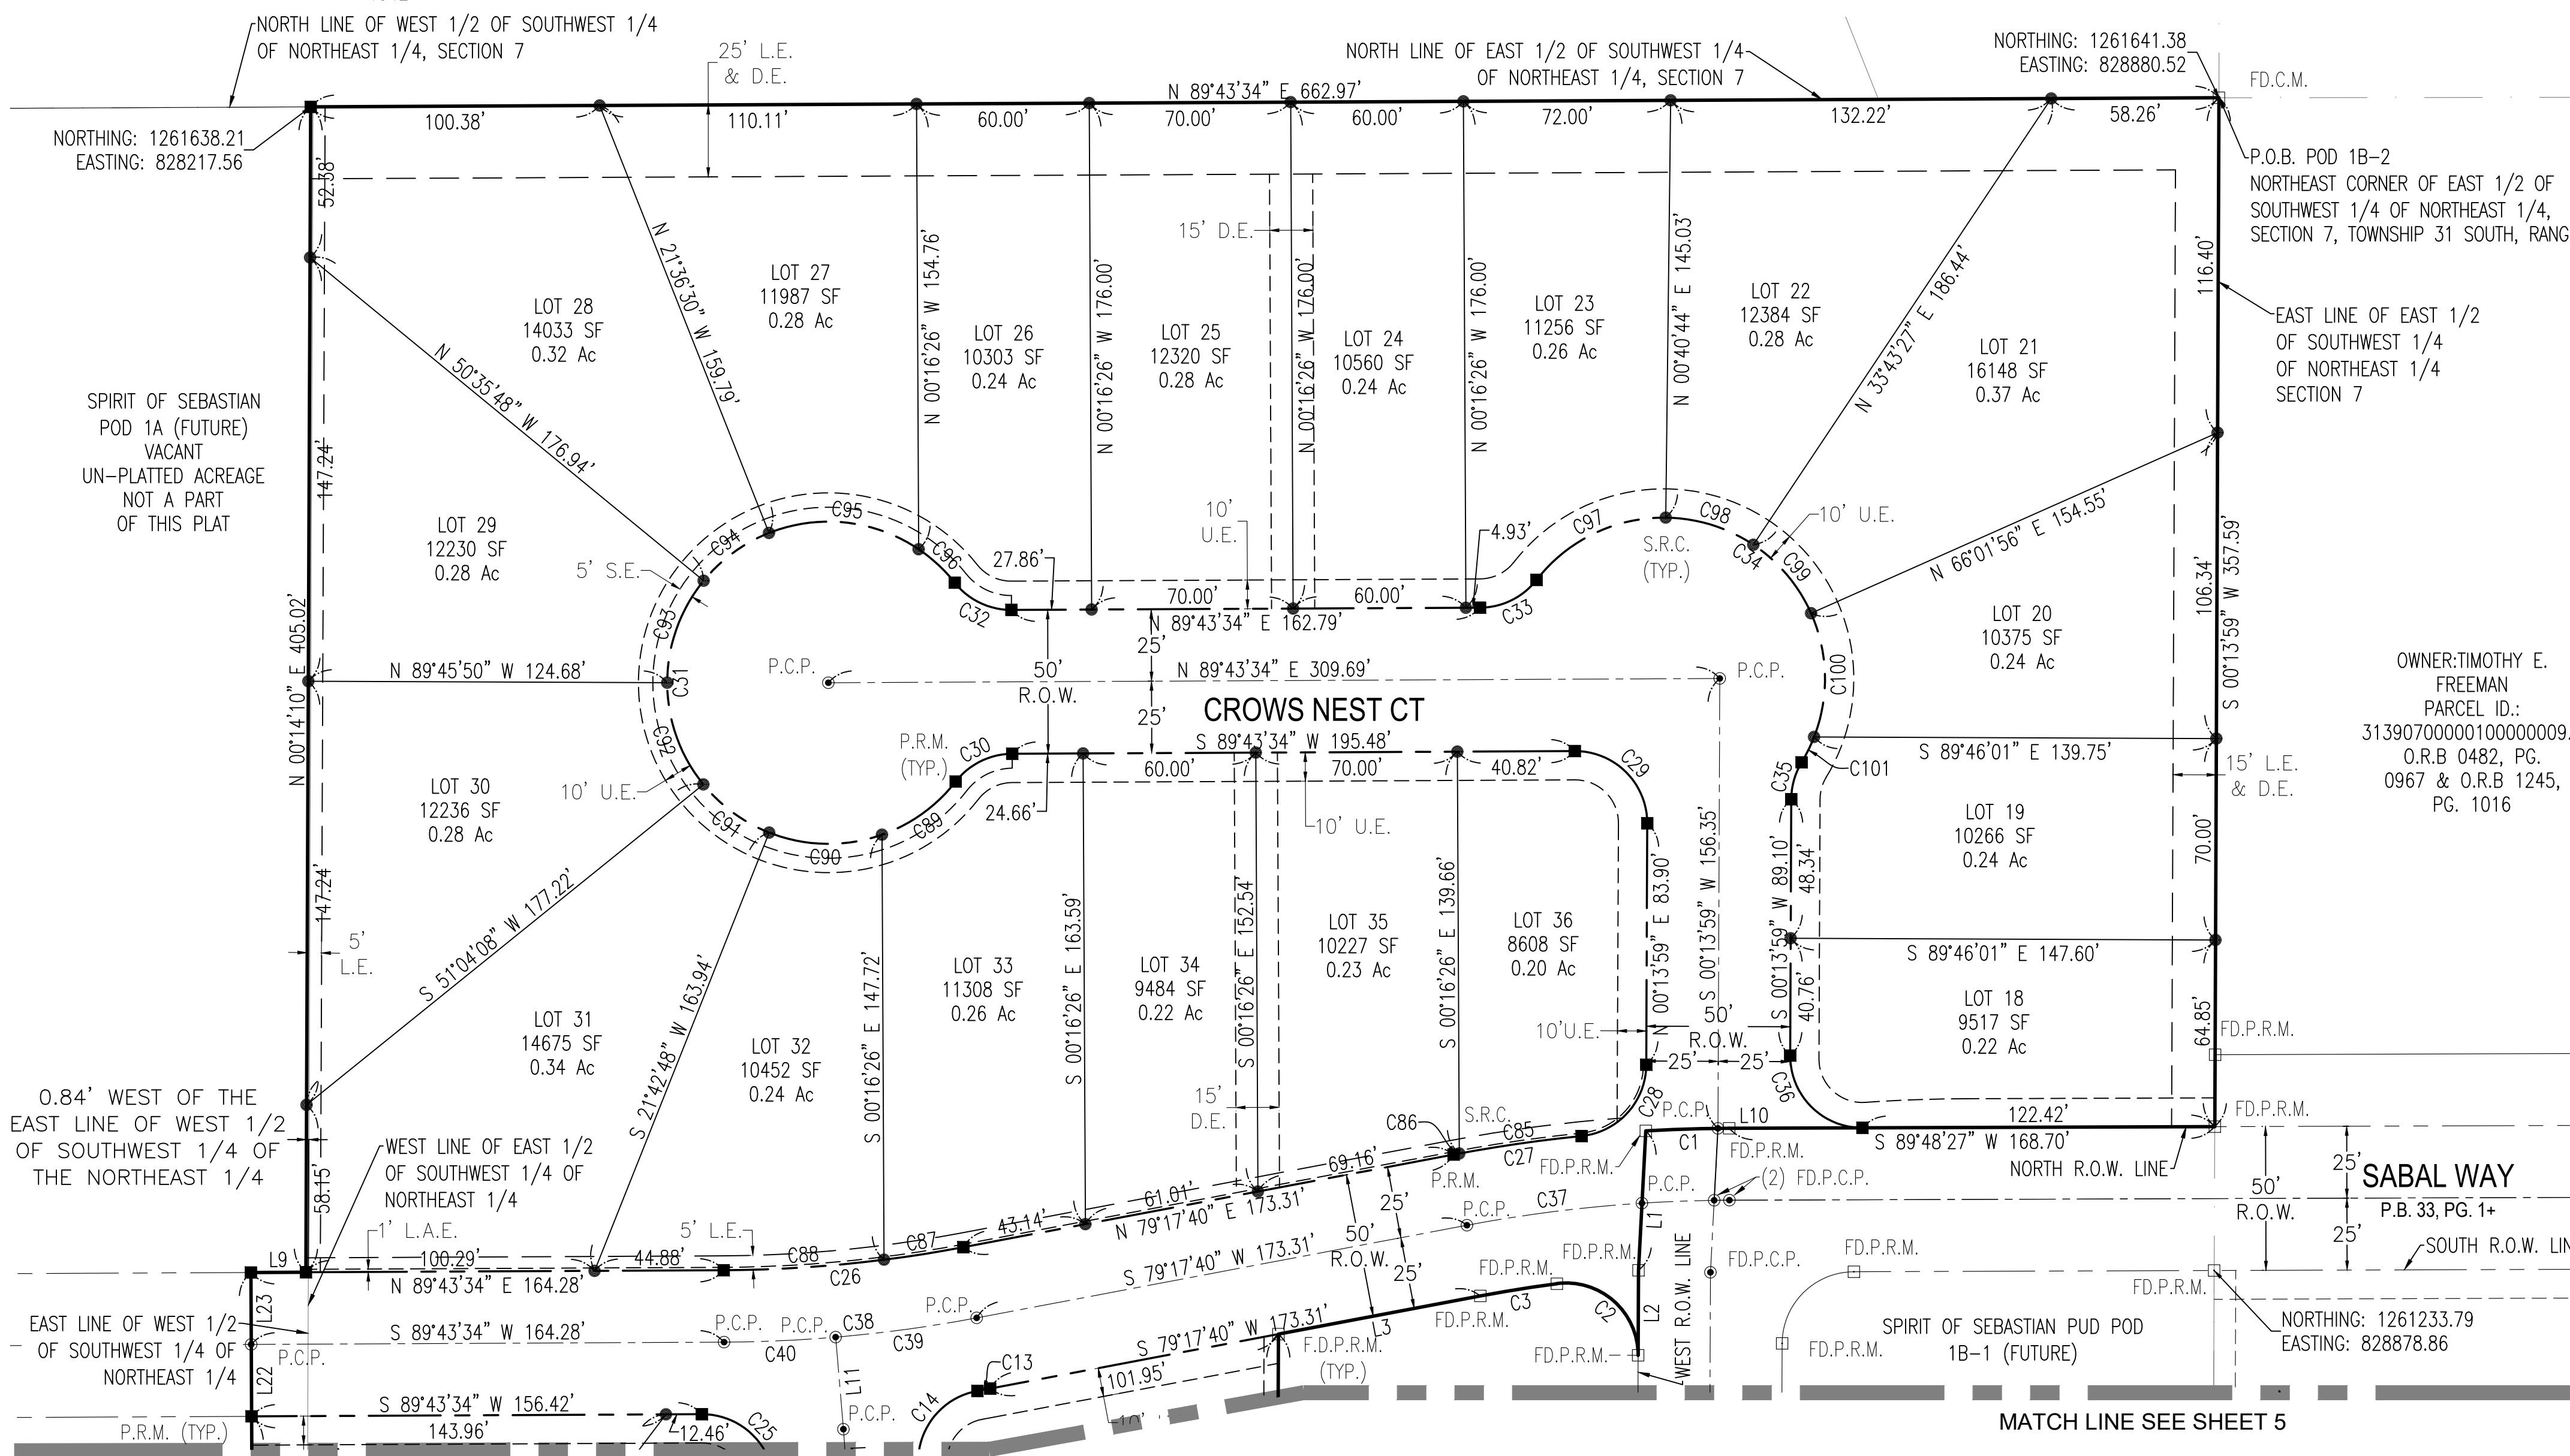 NORTH LINE OF WEST 1/2 OF SOUTHWEST 1/4
OF NORTHEAST 1/4, SECTION 7
25' L.E.
& D.E.
NORTH LINE OF EAST 1/2 OF SOUTHWEST 1/4
OF NORTHEAST 1/4, SECTION 7
NORTHING: 1261641.38
EASTING: 828880.52
FD.C.M.
N 89°43'34" E 662.97'
100.38'
110.11'
60.00'
70.00'
60.00'
72.00'
132.22'
58.26'
NORTHING: 1261638.21
EASTING: 828217.56
P.O.B. POD 1B-2
NORTHEAST CORNER OF EAST 1/2 OF
SOUTHWEST 1/4 OF NORTHEAST 1/4,
SECTION 7, TOWNSHIP 31 SOUTH, RANG
52.38'
147.24'
N 00°14'10" E 405.02'
147.24'
58.15'
N 50°35'48" W 176.94'
N 21°36'30" W 159.79'
N 00°16'26" W 154.76'
N 00°16'26" W 176.00'
15' D.E.
N 00°16'26" W 176.00'
N 00°16'26" W 176.00'
N 00°40'44" E 145.03'
N 33°43'27" E 186.44'
N 66°01'56" E 154.55'
116.40'
EAST LINE OF EAST 1/2
OF SOUTHWEST 1/4
OF NORTHEAST 1/4
SECTION 7
LOT 28
14033 SF
0.32 Ac
LOT 27
11987 SF
0.28 Ac
LOT 26
10303 SF
0.24 Ac
LOT 25
12320 SF
0.28 Ac
LOT 24
10560 SF
0.24 Ac
LOT 23
11256 SF
0.26 Ac
LOT 22
12384 SF
0.28 Ac
LOT 21
16148 SF
0.37 Ac
SPIRIT OF SEBASTIAN
POD 1A (FUTURE)
VACANT
UN-PLATTED ACREAGE
NOT A PART
OF THIS PLAT
LOT 29
12230 SF
0.28 Ac
5' S.E.
C94
C95
C96
C93
C31
C92
C91
C90
C89
C32
27.86'
10'
U.E.
70.00'
60.00'
4.93'
N 89°43'34" E 162.79'
C33
C97
S.R.C.
(TYP.)
C98
C34
10' U.E.
C99
C100
LOT 20
10375 SF
0.24 Ac
106.34'
S 00°13'59" W 357.59'
OWNER:TIMOTHY E.
FREEMAN
PARCEL ID.:
31390700000100000009.
O.R.B 0482, PG.
0967 & O.R.B 1245,
PG. 1016
N 89°45'50" W 124.68'
P.C.P.
25'
50'
R.O.W.
25'
N 89°43'34" E 309.69'
P.C.P.
CROWS NEST CT
S 89°43'34" W 195.48'
P.R.M.
(TYP.)
C30
60.00'
70.00'
40.82'
24.66'
10' U.E.
C29
S 89°46'01" E 139.75'
C101
C35
15' L.E.
& D.E.
LOT 30
12236 SF
0.28 Ac
10' U.E.
S 51°04'08" W 177.22'
5'
L.E.
LOT 19
10266 SF
0.24 Ac
70.00'
48.34'
S 00°13'59" W 89.10'
40.76'
S 89°46'01" E 147.60'
N 00°13'59" E 83.90'
S 00°13'59" W 156.35'
LOT 31
14675 SF
0.34 Ac
S 21°42'48" W 163.94'
LOT 32
10452 SF
0.24 Ac
S 00°16'26" E 147.72'
LOT 33
11308 SF
0.26 Ac
S 00°16'26" E 163.59'
LOT 34
9484 SF
0.22 Ac
S 00°16'26" E 152.54'
LOT 35
10227 SF
0.23 Ac
S 00°16'26" E 139.66'
LOT 36
8608 SF
0.20 Ac
10'U.E.
50'
R.O.W.
25'
25'
LOT 18
9517 SF
0.22 Ac
64.85'
FD.P.R.M.
C36
15'
D.E.
C86
S.R.C.
C85
C27
C28
P.C.P.
L10
C1
122.42'
FD.P.R.M.
S 89°48'27" W 168.70'
FD.P.R.M.
FD.P.R.M.
P.R.M.
NORTH R.O.W. LINE
P.C.P.
(2) FD.P.C.P.
0.84' WEST OF THE
EAST LINE OF WEST 1/2
OF SOUTHWEST 1/4 OF
THE NORTHEAST 1/4
WEST LINE OF EAST 1/2
OF SOUTHWEST 1/4 OF
NORTHEAST 1/4
1' L.A.E.
5' L.E.
L9
100.29'
44.88'
N 89°43'34" E 164.28'
C88
C87
C26
43.14'
61.01'
69.16'
N 79°17'40" E 173.31'
25'
50'
R.O.W.
25'
P.C.P.
C37
L1
25'
50'
R.O.W.
25'
SABAL WAY
P.B. 33, PG. 1+
SOUTH R.O.W. LIN
L23
EAST LINE OF WEST 1/2
OF SOUTHWEST 1/4 OF
NORTHEAST 1/4
S 89°43'34" W 164.28'
P.C.P.
P.C.P.
P.C.P.
C38
C39
C40
P.C.P.
S 79°17'40" W 173.31'
L22
L11
P.C.P.
S 89°43'34" W 156.42'
143.96'
12.46'
P.R.M. (TYP.)
C25
C14
C13
S 79°17'40" W 173.31'
101.95'
F.D.P.R.M.
(TYP.)
L3
C3
C2
L2
FD.P.R.M.
FD.P.R.M.
FD.P.R.M.
FD.P.R.M.
WEST R.O.W. LINE
FD.P.C.P.
FD.P.R.M.
FD.P.R.M.
FD.P.R.M.
SPIRIT OF SEBASTIAN PUD POD
1B-1 (FUTURE)
NORTHING: 1261233.79
EASTING: 828878.86
MATCH LINE SEE SHEET 5